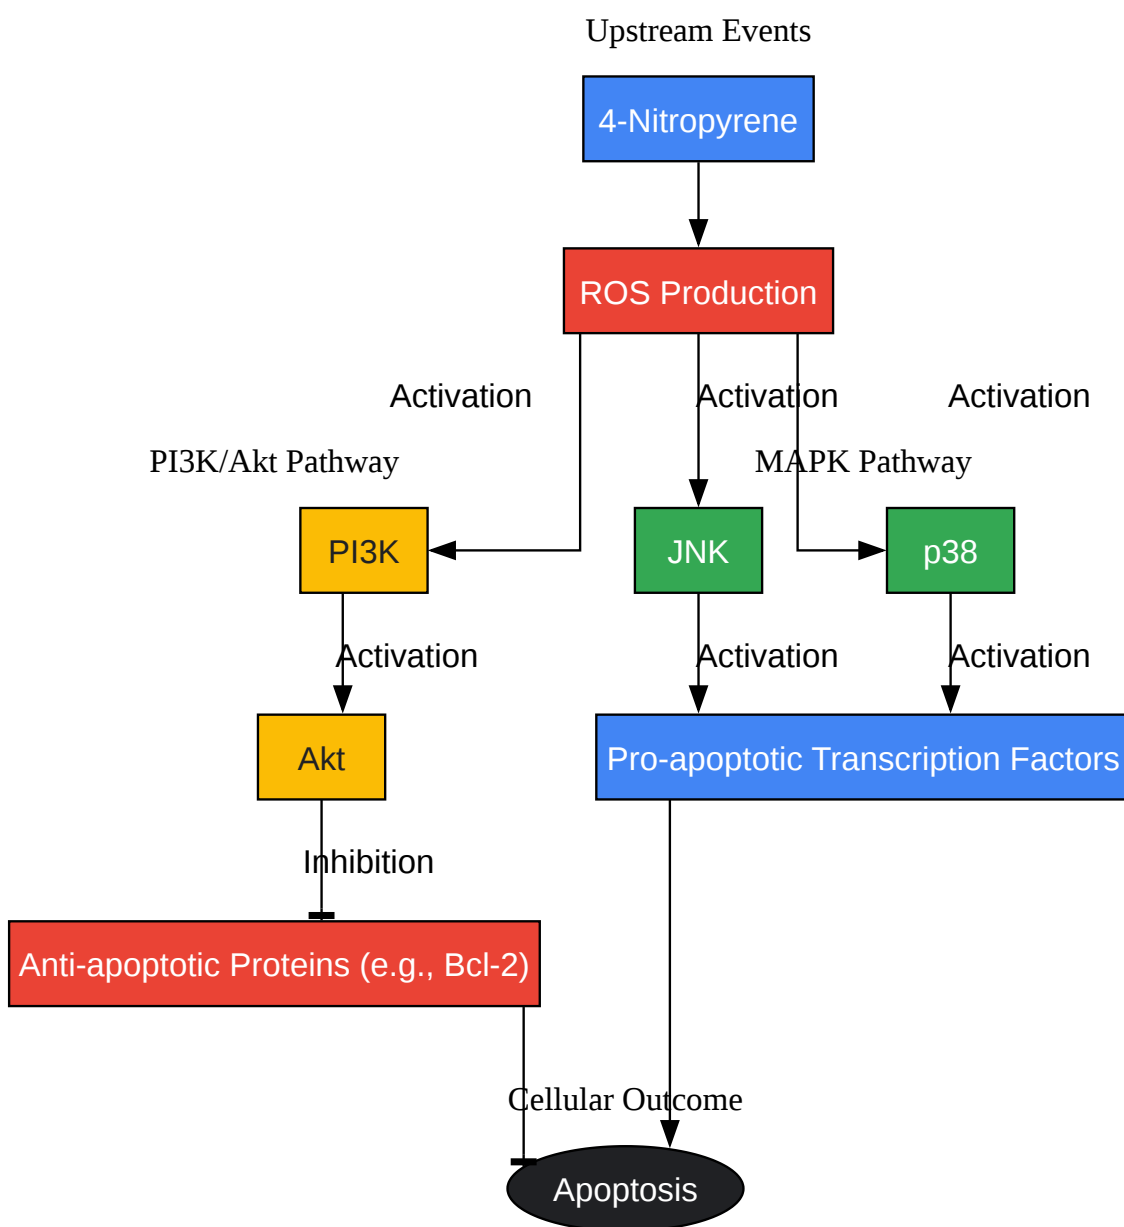 Upstream Events
4-Nitropyrene
ROS Production
Activation
Activation
Activation
PI3K/Akt Pathway
MAPK Pathway
PI3K
JNK
p38
Activation
Activation
Activation
Akt
Pro-apoptotic Transcription Factors
Inhibition
Anti-apoptotic Proteins (e.g., Bcl-2)
Cellular Outcome
Apoptosis